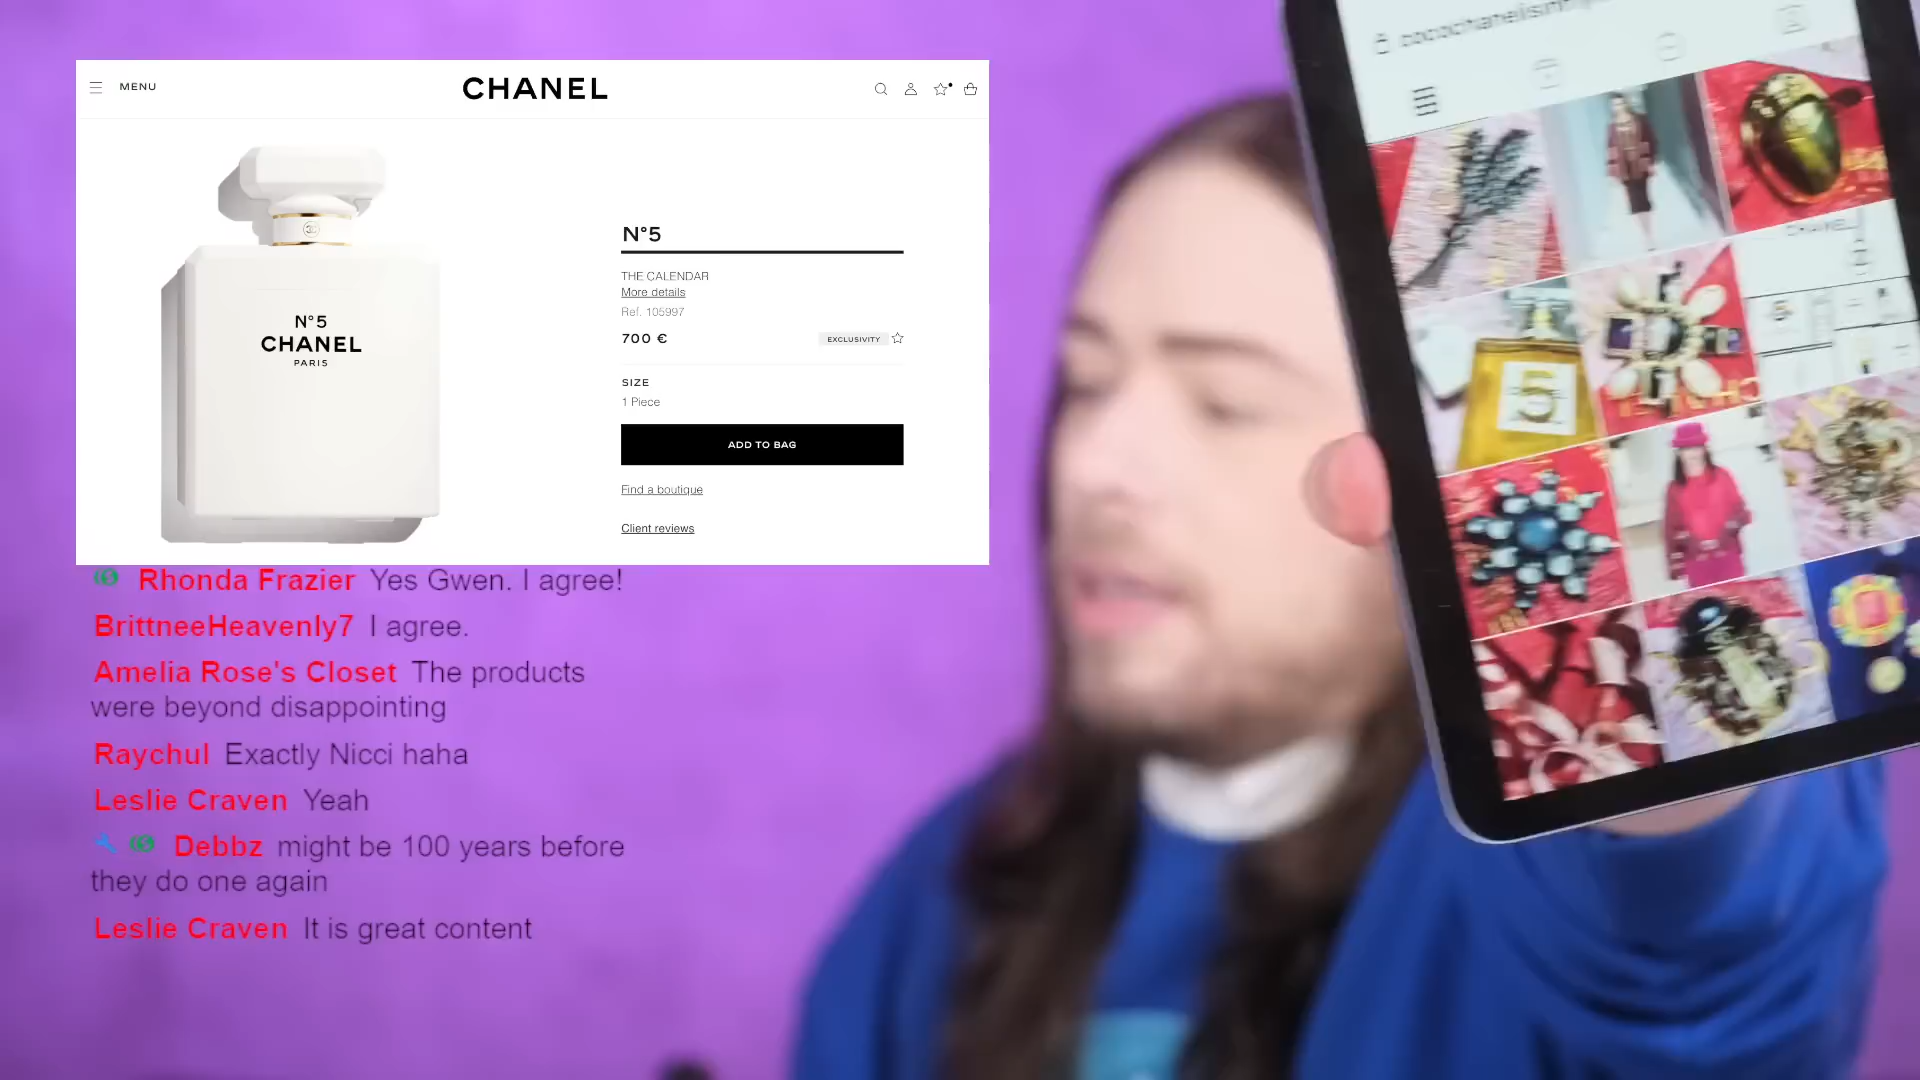 MENU
CHANEL
N°5
CHANEL
PARIS
N°5
THE CALENDAR
More details
Ref. 105997
700 €
EXCLUSIVITY
SIZE
1 Piece
ADD TO BAG
Find a boutique
Client reviews
Rhonda Frazier Yes Gwen. I agree!
BrittneeHeavenly7 I agree.
Amelia Rose's Closet The products
were beyond disappointing
Raychul Exactly Nicci haha
Leslie Craven Yeah
Debbz might be 100 years before
they do one again
Leslie Craven It is great content
CHANEL
5